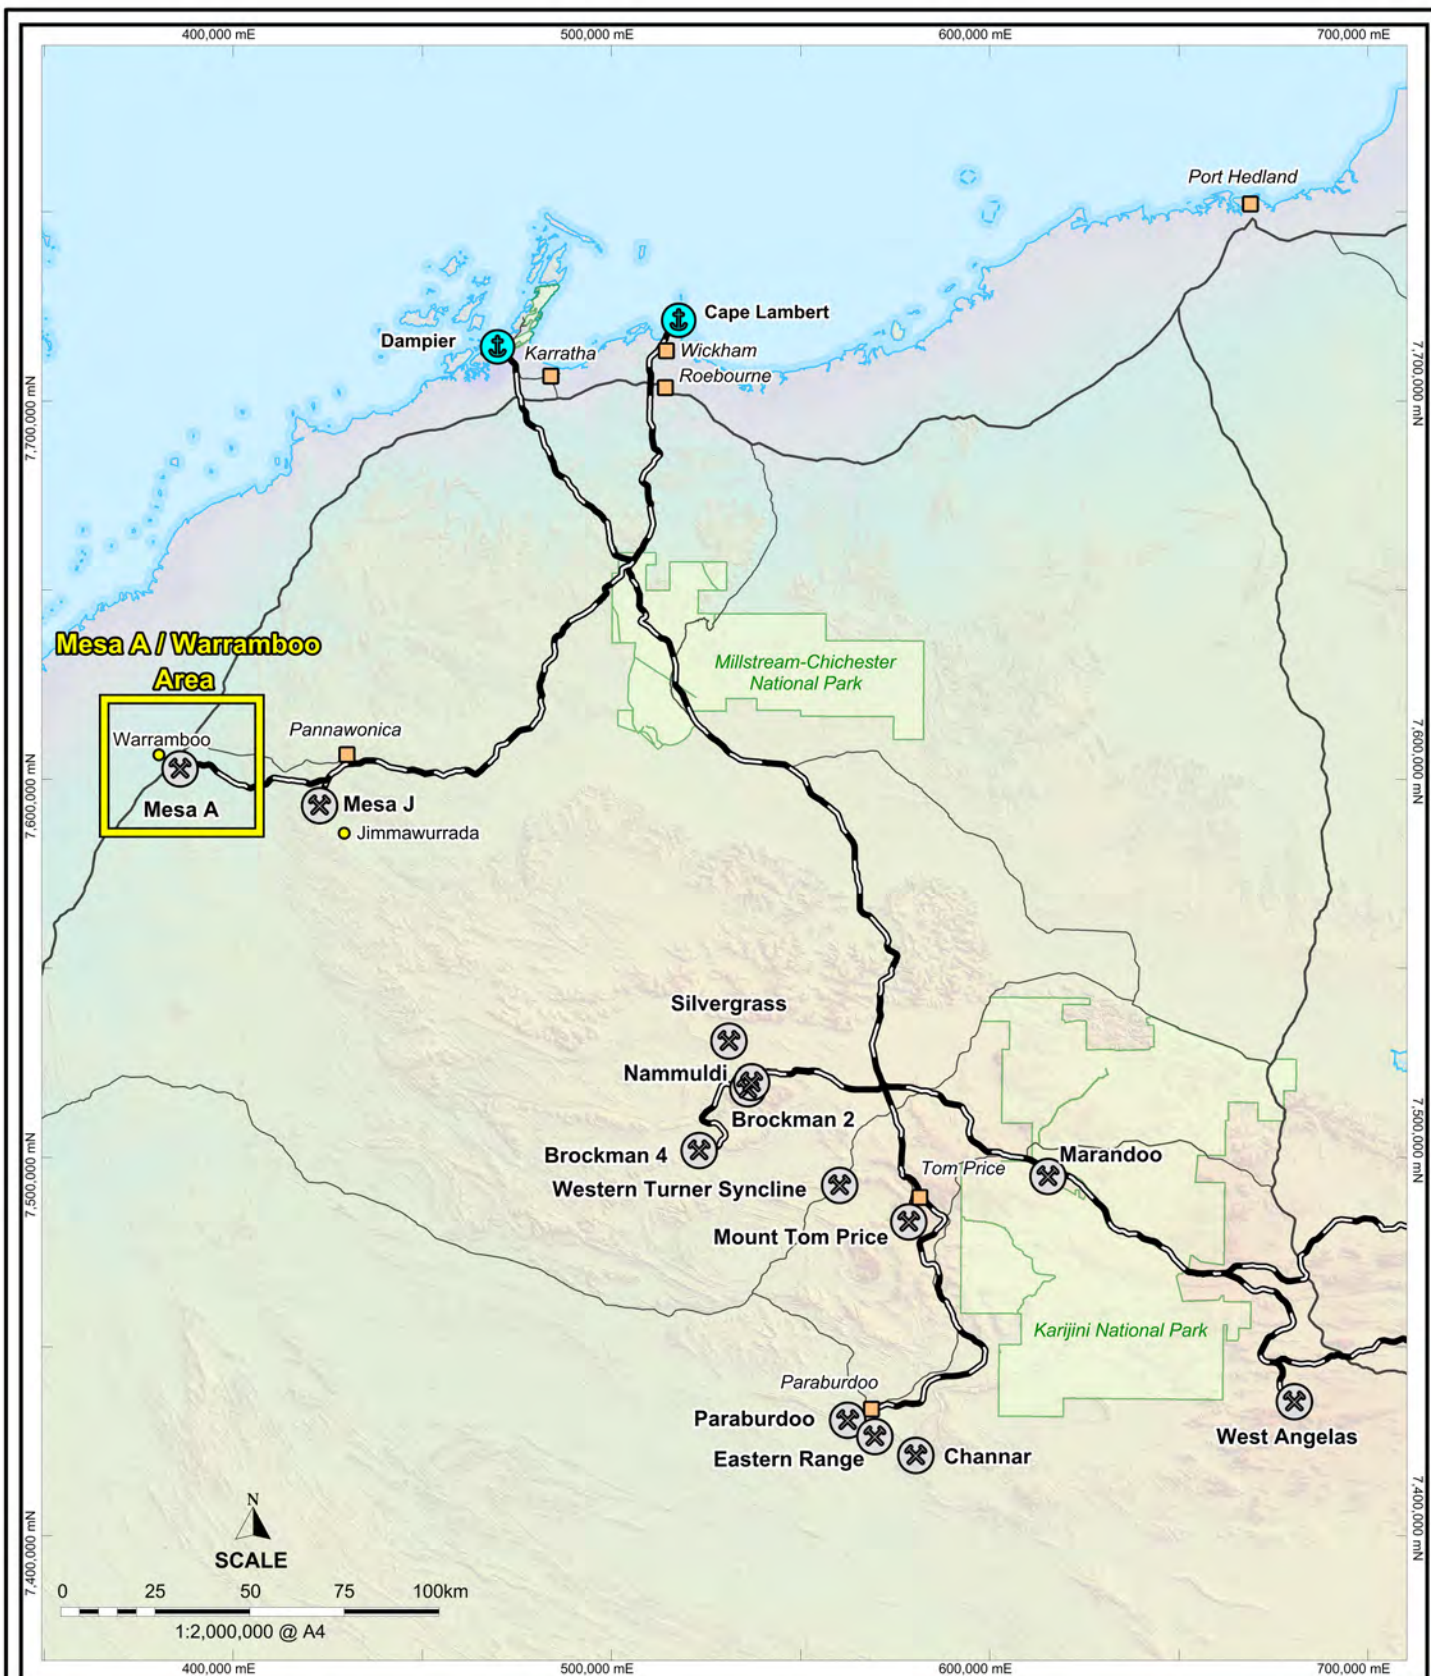 400,000 mE
500,000 mE
600,000 mE
700,000 mE
Port Hedland
Cape Lambert
Dampier
Karratha
Wickham
Roebourne
7,700,000 mN
7,700,000 mN
Mesa A / Warramboo
Area
Millstream-Chichester
National Park
Warramboo
Pannawonica
Mesa A
Mesa J
Jimmawurrada
7,600,000 mN
7,600,000 mN
Silvergrass
Nammuldi
Brockman 2
Brockman 4
Marandoo
Tom Price
Western Turner Syncline
Mount Tom Price
7,500,000 mN
7,500,000 mN
Karijini National Park
Paraburdoo
Paraburdoo
Eastern Range
Channar
West Angelas
7,400,000 mN
7,400,000 mN
N
SCALE
0 25 50 75 100km
1:2,000,000 @ A4
400,000 mE
500,000 mE
600,000 mE
700,000 mE